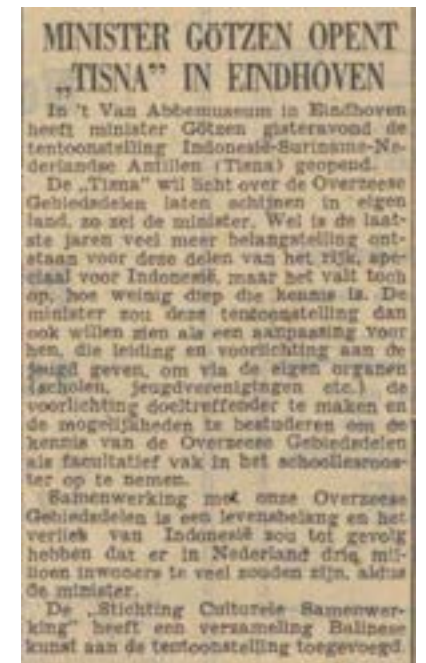 MINISTER GÖTZEN OPENT
„TISNA” IN EINDHOVEN
In 't Van Abbemuseum in Eindhoven
heeft minister Götzen gisteravond de
tentoonstelling Indonesië-Suriname-Ne-
derlandse Antillen (Tisna) geopend.
De „Tisna” wil licht over de Overzeese
Gebiedsdelen laten schijnen in eigen
land, zo zei de minister. Wel is de laat-
ste jaren veel meer belangstelling ont-
staan voor deze delen van het rijk, spe-
ciaal voor Indonesië, maar het valt toch
op, hoe weinig diep die kennis is. De
minister zou deze tentoonstelling dan
ook willen zien als een aanpassing voor
hen, die leiding en voorlichting aan de
jeugd geven, om via de eigen organen
(scholen, jeugdverenigingen etc.) de
voorlichting doeltreffender te maken en
de mogelijkheden te bestuderen om de
kennis van de Overzeese Gebiedsdelen
als facultatief vak in het schoollesroos-
ter op te nemen.
Samenwerking met onze Overzeese
Gebiedsdelen is een levensbelang en het
verlies van Indonesië zou tot gevolg
hebben dat er in Nederland drie mil-
lioen inwoners te veel zouden zijn, aldus
de minister.
De „Stichting Culturele Samenwer-
king” heeft een verzameling Balinese
kunst aan de tentoonstelling toegevoegd.